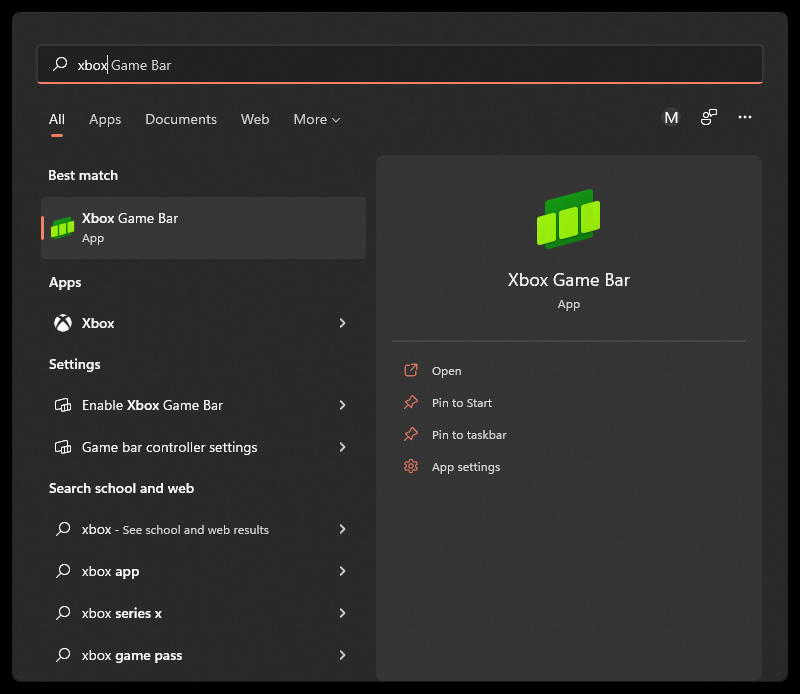 xbox Game Bar
All Apps Documents Web More M
Best match
Xbox Game Bar
App
Apps
Xbox
Settings
Enable Xbox Game Bar
Game bar controller settings
Search school and web
xbox - See school and web results
xbox app
xbox series x
xbox game pass
Xbox Game Bar
App
Open
Pin to Start
Pin to taskbar
App settings